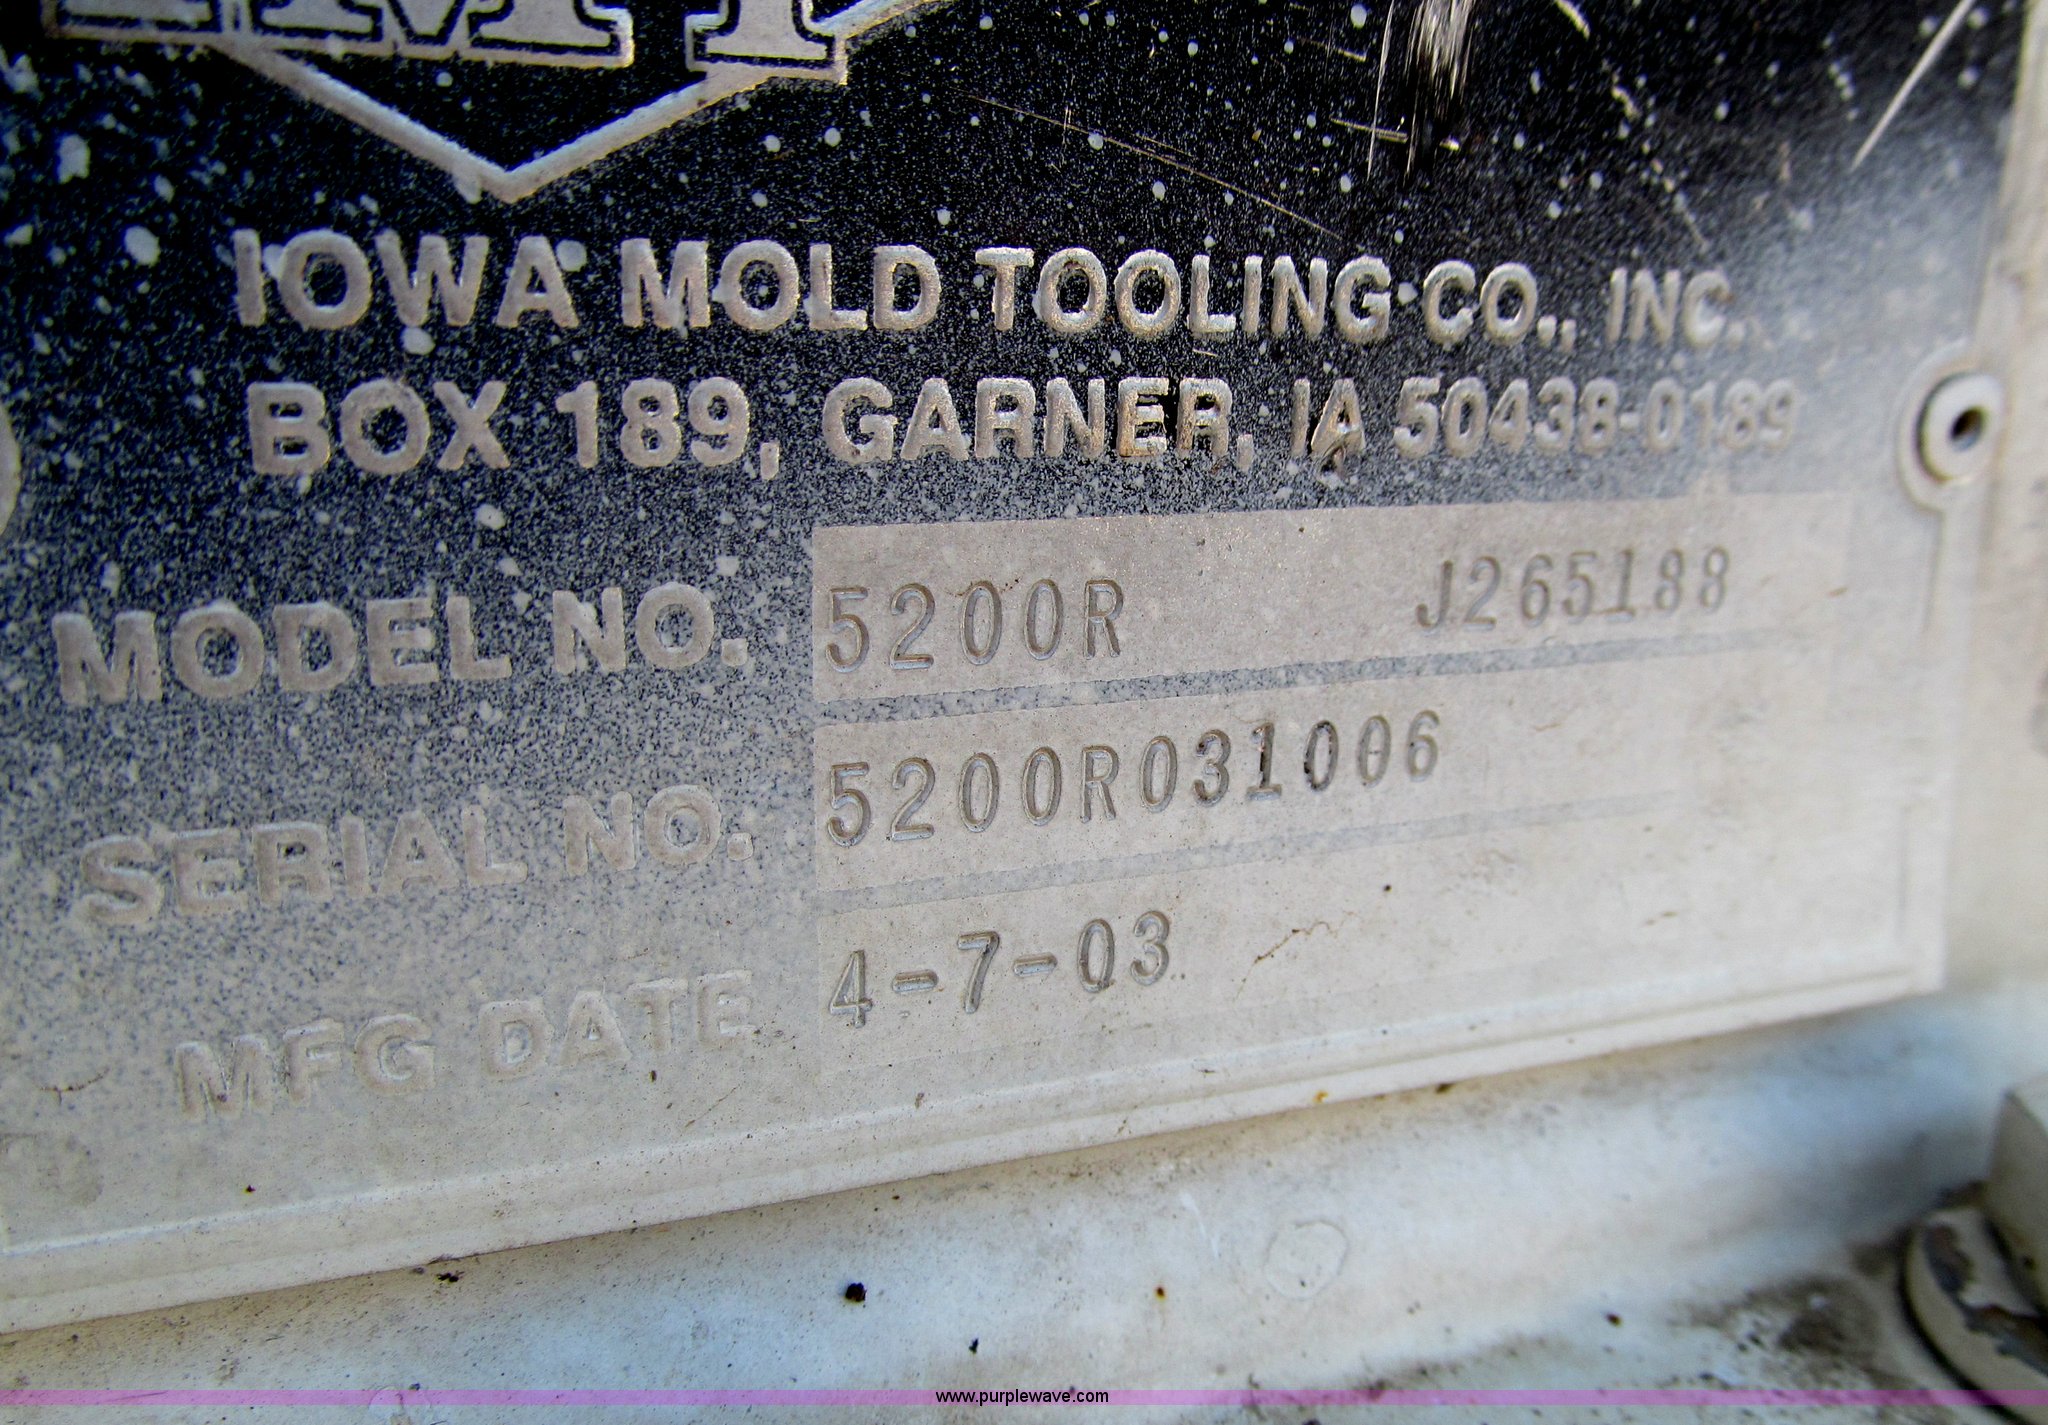 IMT
IOWA MOLD TOOLING CO., INC.
BOX 189, GARNER, IA 50438-0189
MODEL NO. 5200R J265188
SERIAL NO. 5200R031006
MFG DATE 4-7-03
www.purplewave.com